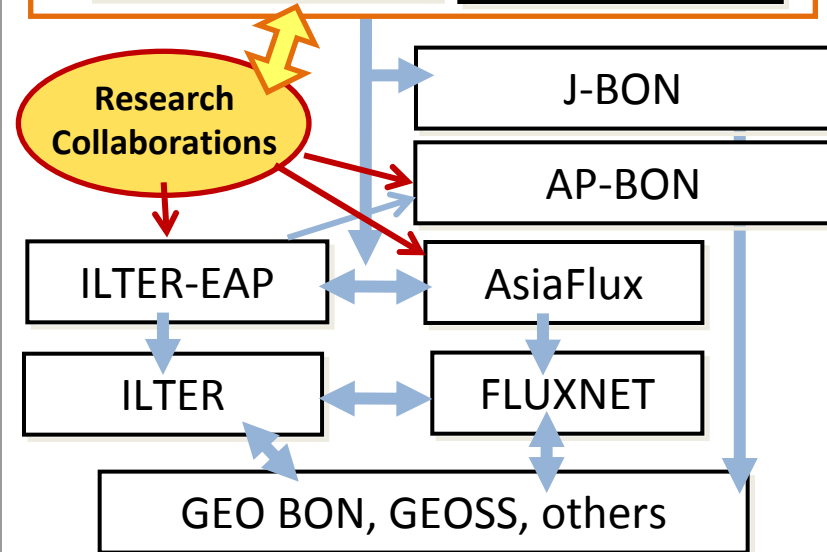 Research
Collaborations
J-BON
AP-BON
ILTER-EAP
AsiaFlux
ILTER
FLUXNET
GEO BON, GEOSS, others